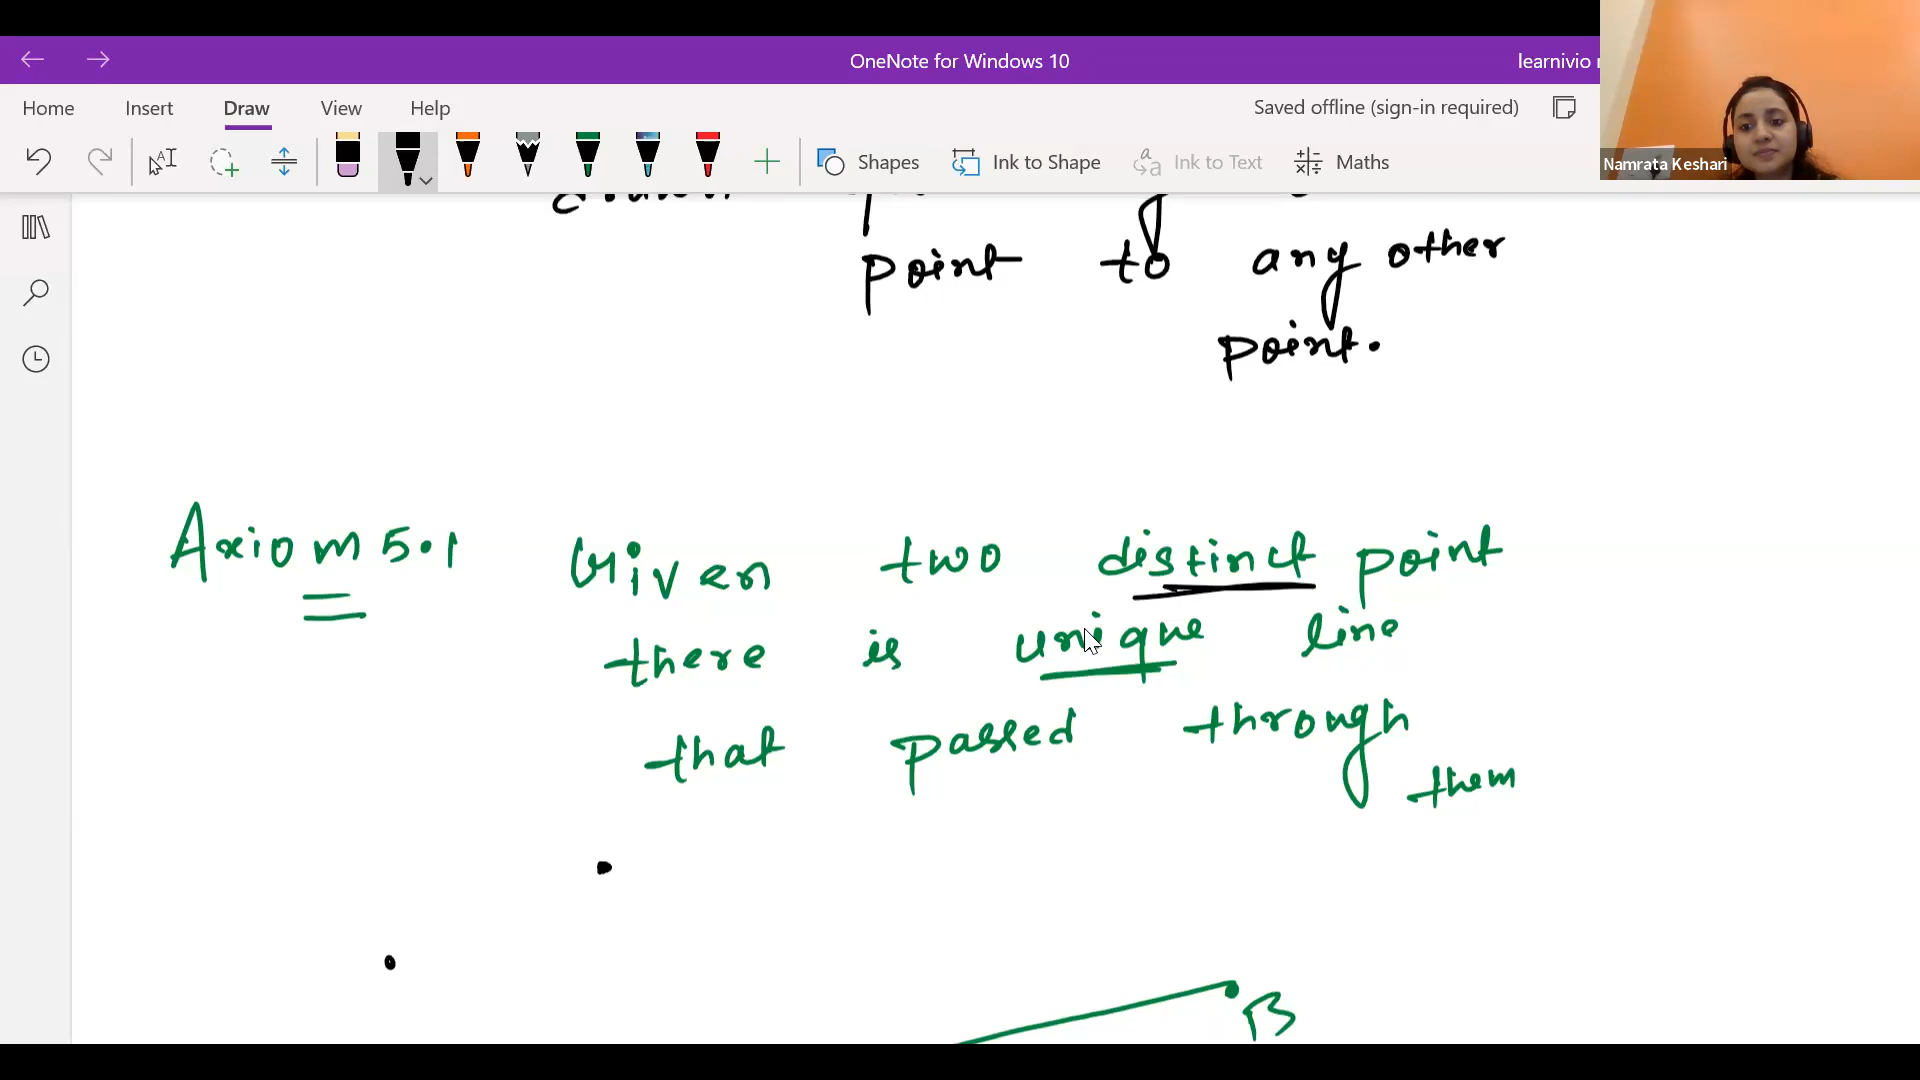 OneNote for Windows 10
learnivio
Home Insert Draw View Help
Saved offline (sign-in required)
Shapes Ink to Shape Ink to Text Maths
Namrata Keshari
point to any other
point.
Axiom 5.1 Given two distinct point
there is unique line
that passed through
them
B